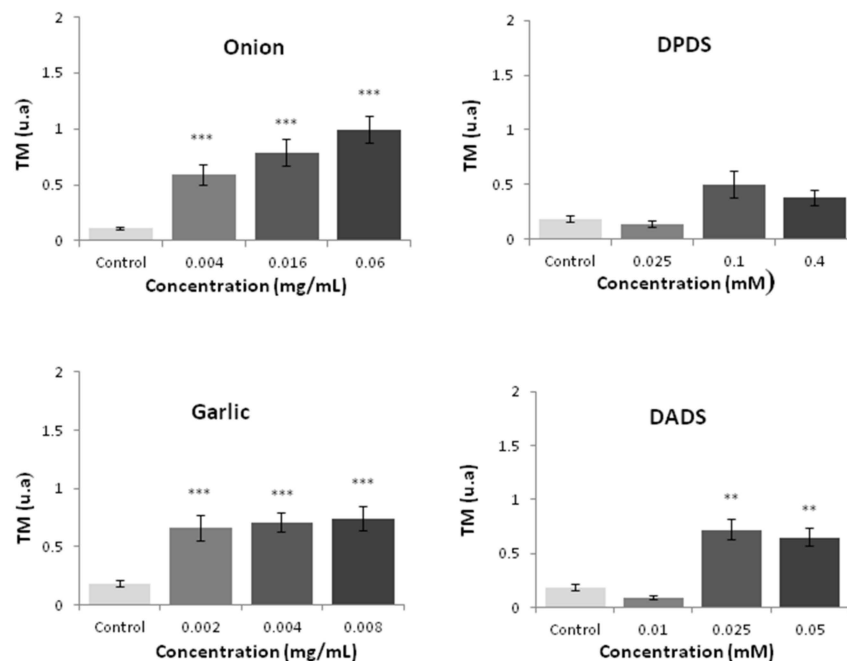 Onion
TM (u.a)
2
1.5
1
0.5
0
***
***
***
Control 0.004 0.016 0.06
Concentration (mg/mL)
DPDS
TM (u.a)
2
1.5
1
0.5
0
Control 0.025 0.1 0.4
Concentration (mM)
Garlic
TM (u.a)
2
1.5
1
0.5
0
***
***
***
Control 0.002 0.004 0.008
Concentration (mg/mL)
DADS
TM (u.a)
2
1.5
1
0.5
0
**
**
Control 0.01 0.025 0.05
Concentration (mM)